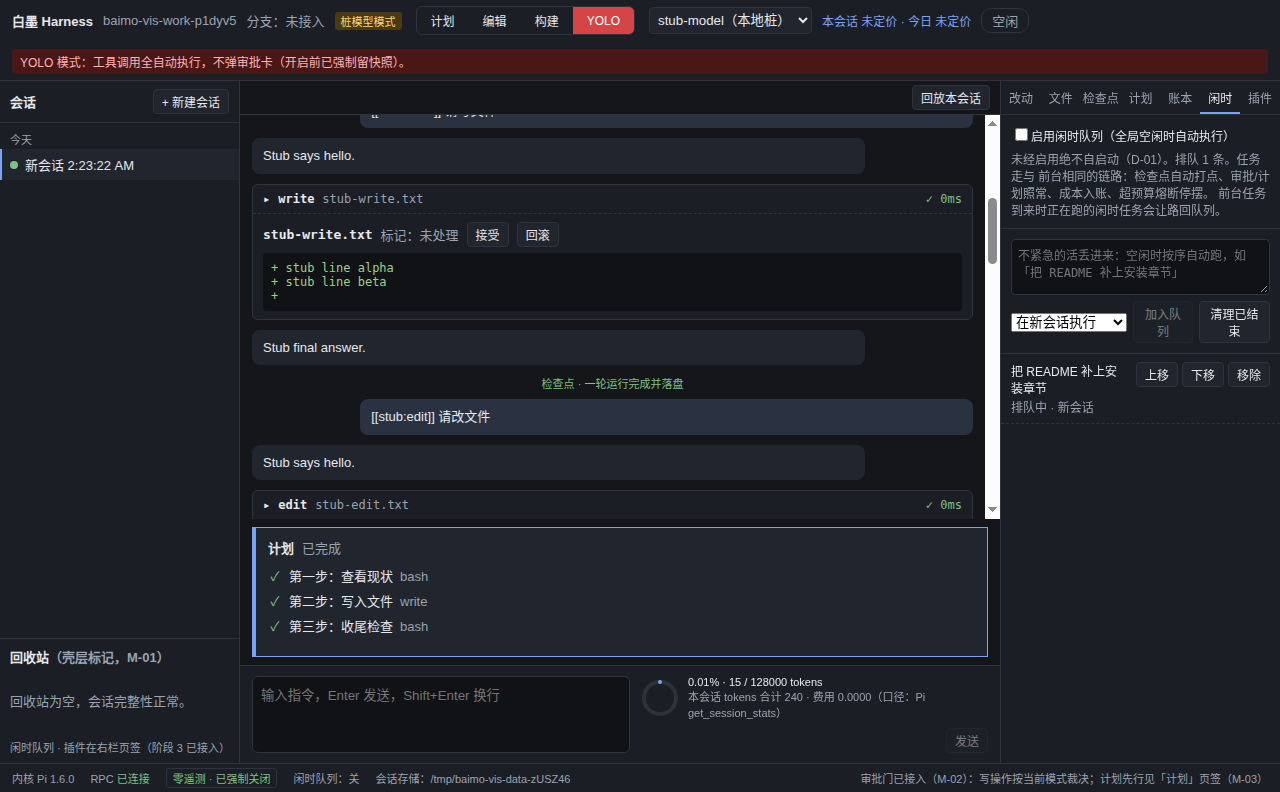 白墨 Harness baimo-vis-work-p1dyv5 分支：未接入 桩模型模式 计划 编辑 构建 YOLO stub-model（本地桩） 本会话 未定价 · 今日 未定价 空闲
YOLO 模式：工具调用全自动执行，不弹审批卡（开启前已强制留快照）。
会话 + 新建会话
今天
新会话 2:23:22 AM
回收站（壳层标记，M-01）
回收站为空，会话完整性正常。
闲时队列 · 插件在右栏页签（阶段 3 已接入）
回放本会话
Stub says hello.
▸ write stub-write.txt ✓ 0ms
stub-write.txt 标记：未处理 接受 回滚
+ stub line alpha
+ stub line beta
+
Stub final answer.
检查点 · 一轮运行完成并落盘
[[stub:edit]] 请改文件
Stub says hello.
▸ edit stub-edit.txt ✓ 0ms
计划 已完成
✓ 第一步：查看现状 bash
✓ 第二步：写入文件 write
✓ 第三步：收尾检查 bash
输入指令，Enter 发送，Shift+Enter 换行
0.01% · 15 / 128000 tokens
本会话 tokens 合计 240 · 费用 0.0000（口径：Pi
get_session_stats）
发送
改动 文件 检查点 计划 账本 闲时 插件
启用闲时队列（全局空闲时自动执行）
未经启用绝不自启动（D-01）。排队 1 条。任务
走与 前台相同的链路：检查点自动打点、审批/计
划照常、成本入账、超预算熔断停摆。 前台任务
到来时正在跑的闲时任务会让路回队列。
不紧急的活丢进来：空闲时按序自动跑，如
「把 README 补上安装章节」
在新会话执行
加入队
列
清理已结
束
把 README 补上安
装章节
上移 下移 移除
排队中 · 新会话
内核 Pi 1.6.0 RPC 已连接 零遥测 · 已强制关闭 闲时队列：关 会话存储：/tmp/baimo-vis-data-zUSZ46 审批门已接入（M-02）：写操作按当前模式裁决；计划先行见「计划」页签（M-03）